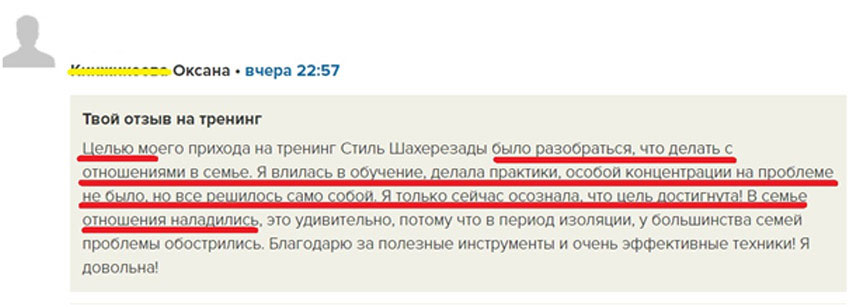 Оксана • вчера 22:57
Твой отзыв на тренинг
Целью моего прихода на тренинг Стиль Шахерезады было разобраться, что делать с
отношениями в семье. Я влилась в обучение, делала практики, особой концентрации на проблеме
не было, но все решилось само собой. Я только сейчас осознала, что цель достигнута! В семье
отношения наладились, это удивительно, потому что в период изоляции, у большинства семей
проблемы обострились. Благодарю за полезные инструменты и очень эффективные техники! Я
довольна!